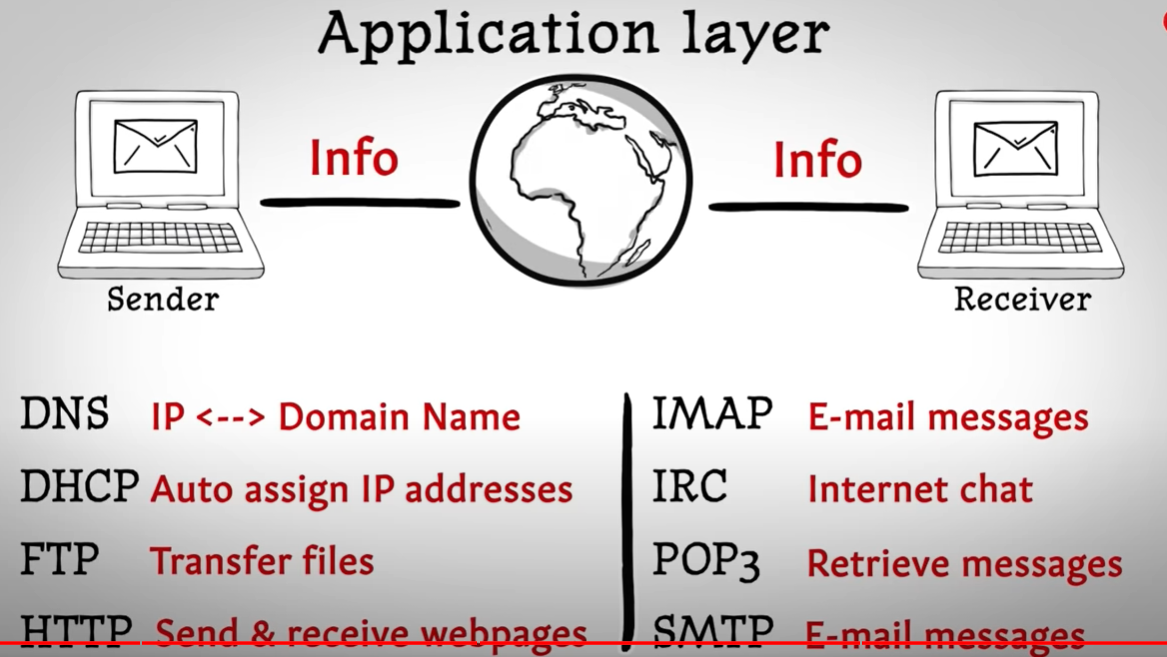 Application layer
Info
Info
Sender
Receiver
DNS IP <--> Domain Name
DHCP Auto assign IP addresses
FTP Transfer files
HTTP Send & receive webpages
IMAP E-mail messages
IRC Internet chat
POP3 Retrieve messages
SMTP E-mail messages